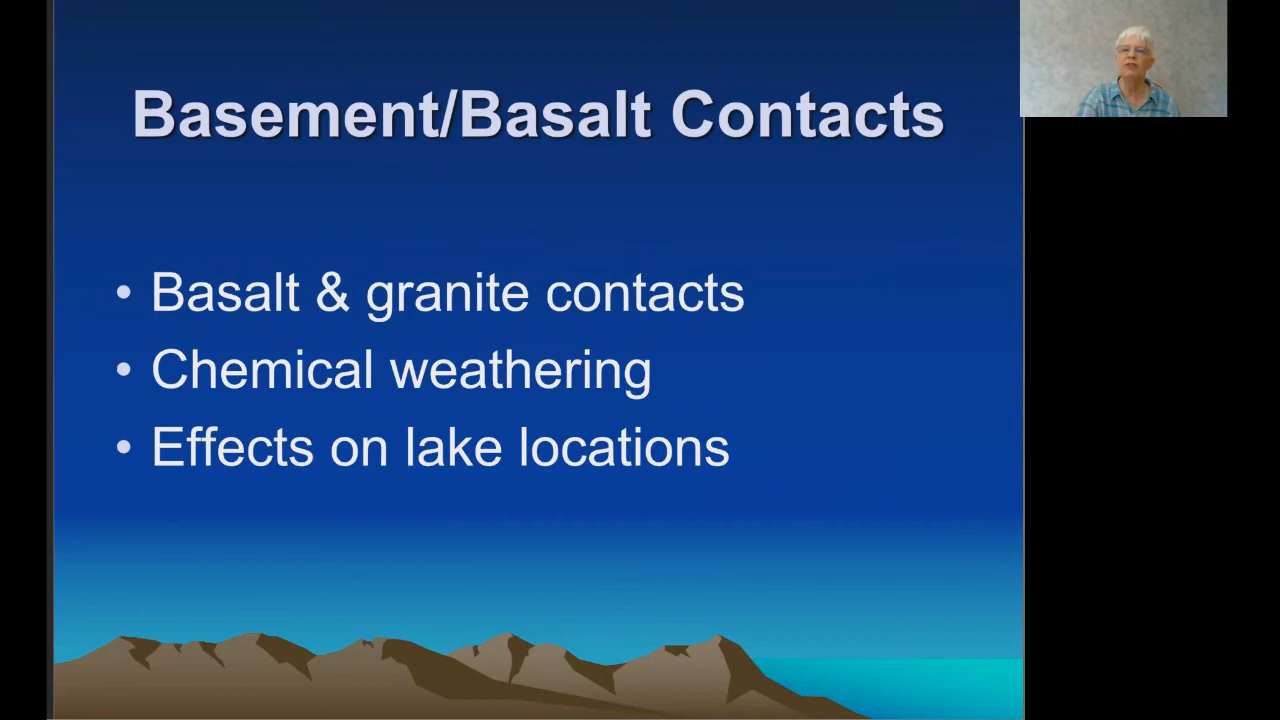 Basement/Basalt Contacts
• Basalt & granite contacts
• Chemical weathering
• Effects on lake locations